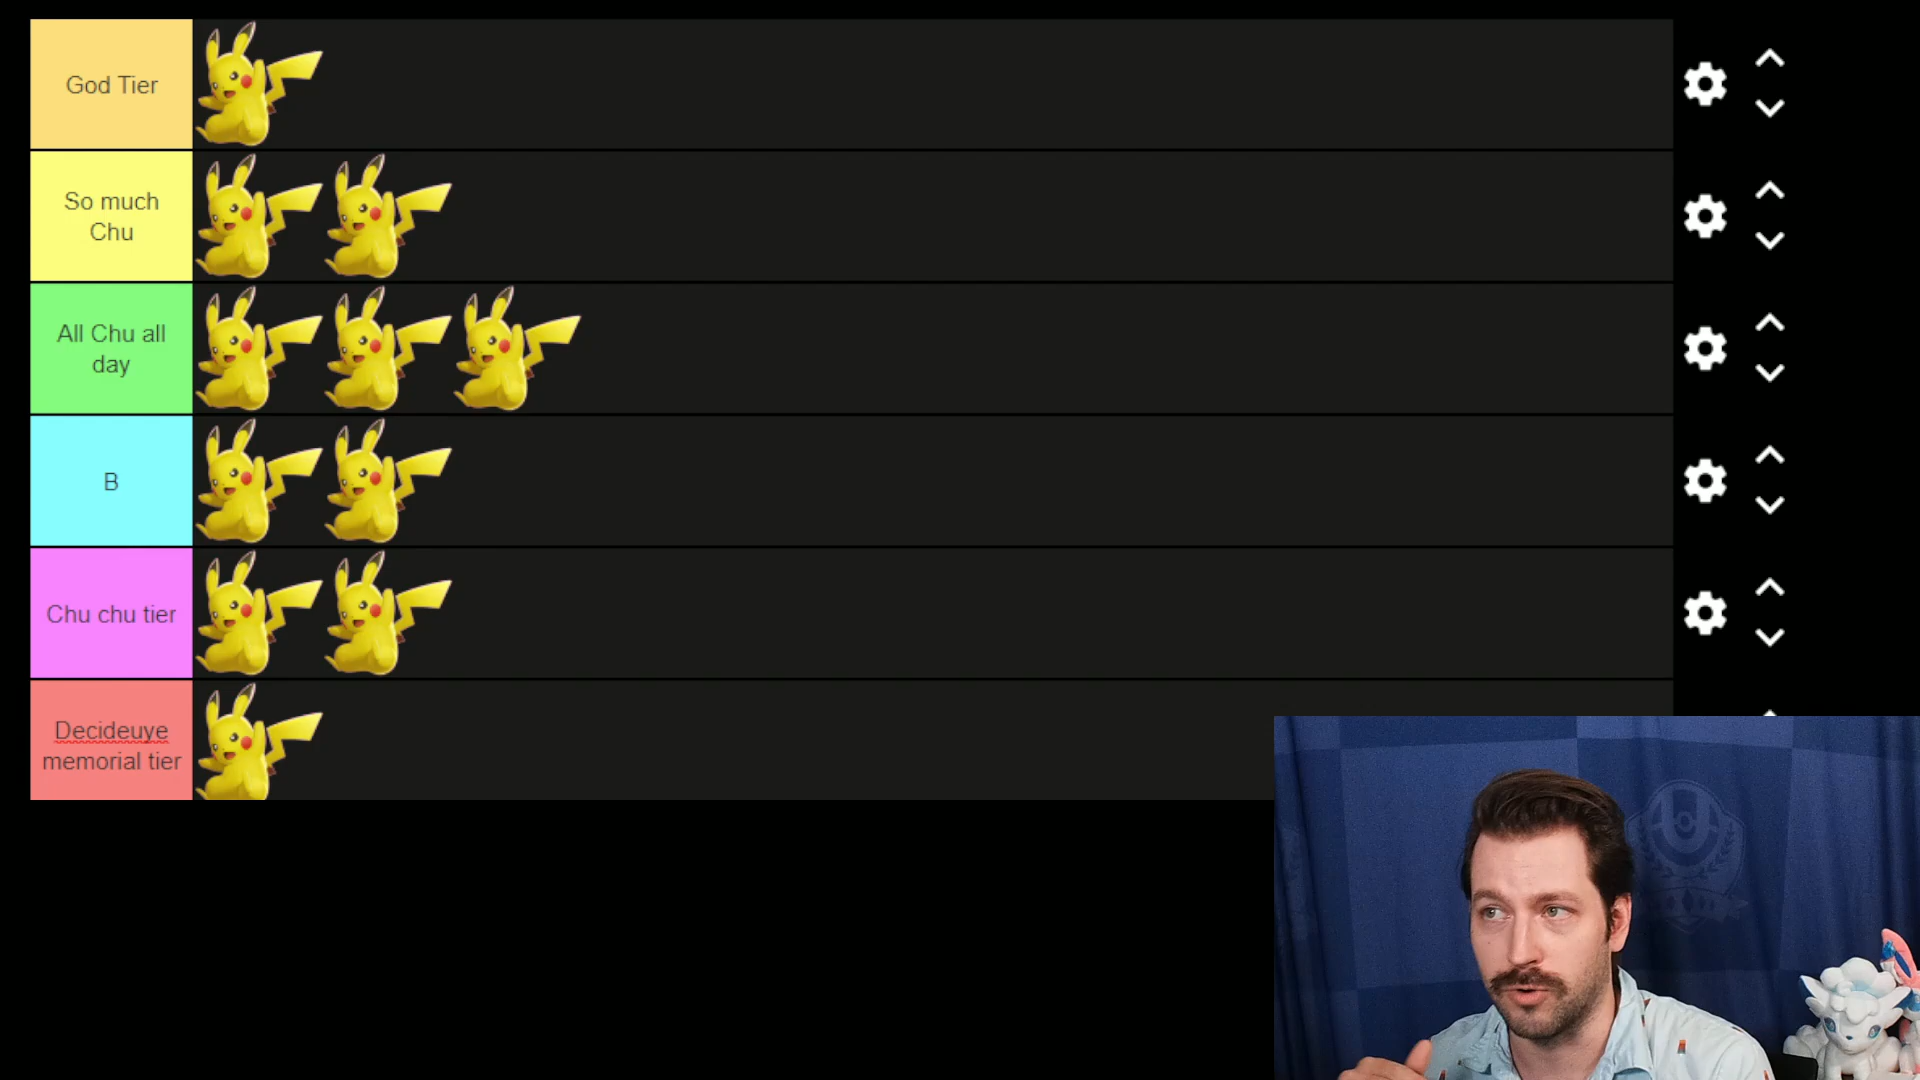 God Tier
So much
Chu
All Chu all
day
B
Chu chu tier
Decideuye
memorial tier